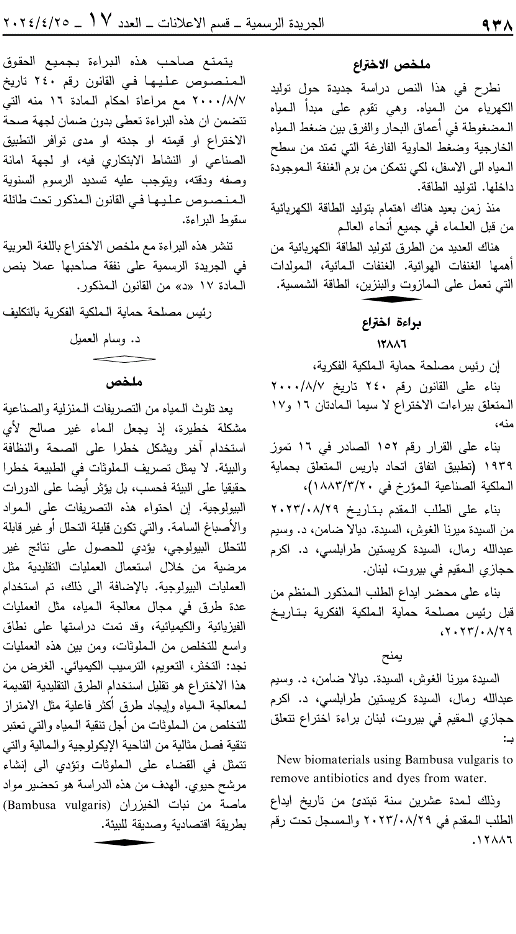 ٩٣٨
الجريدة الرسمية – قسم الاعلانات – العدد ١٧ – ٢٠٢٤/٤/٢٥
ملخص الاختراع
نطرح في هذا النص دراسة جديدة حول توليد
الكهرباء من المياه. وهي تقوم على مبدأ المياه
المضغوطة في أعماق البحار والفرق بين ضغط المياه
الخارجية وضغط الحاوية الفارغة التي تمتد من سطح
المياه الى الاسفل، لكي نتمكن من برم الغنفة الموجودة
داخلها. لتوليد الطاقة.
منذ زمن بعيد هناك اهتمام بتوليد الطاقة الكهربائية
من قبل العلماء في جميع أنحاء العالم
هناك العديد من الطرق لتوليد الطاقة الكهربائية من
أهمها الغنفات الهوائية. الغنفات المائية، المولدات
التي تعمل على المازوت والبنزين، الطاقة الشمسية.
براءة اختراع
١٢٨٨٦
إن رئيس مصلحة حماية الملكية الفكرية،
بناء على القانون رقم ٢٤٠ تاريخ ٢٠٠٠/٨/٧
المتعلق ببراءات الاختراع لا سيما المادتان ١٦ و١٧
منه،
بناء على القرار رقم ١٥٢ الصادر في ١٦ تموز
١٩٣٩ (تطبيق اتفاق اتحاد باريس المتعلق بحماية
الملكية الصناعية المؤرخ في ١٨٨٣/٣/٢٠)،
بناء على الطلب المقدم بتاريخ ٢٠٢٣/٠٨/٢٩
من السيدة ميرنا الغوش، السيدة. ديالا ضامن، د. وسيم
عبدالله رمال، السيدة كريستين طرابلسي، د. اكرم
حجازي المقيم في بيروت، لبنان.
بناء على محضر ايداع الطلب المذكور المنظم من
قبل رئيس مصلحة حماية الملكية الفكرية بتاريخ
٢٠٢٣/٠٨/٢٩،
يمنح
السيدة ميرنا الغوش، السيدة. ديالا ضامن، د. وسيم
عبدالله رمال، السيدة كريستين طرابلسي، د. اكرم
حجازي المقيم في بيروت، لبنان براءة اختراع تتعلق
بـ:
New biomaterials using Bambusa vulgaris to
remove antibiotics and dyes from water.
وذلك لمدة عشرين سنة تبتدئ من تاريخ ايداع
الطلب المقدم في ٢٠٢٣/٠٨/٢٩ والمسجل تحت رقم
١٢٨٨٦.
يتمتع صاحب هذه البراءة بجميع الحقوق
المنصوص عليها في القانون رقم ٢٤٠ تاريخ
٢٠٠٠/٨/٧ مع مراعاة احكام المادة ١٦ منه التي
تتضمن ان هذه البراءة تعطى بدون ضمان لجهة صحة
الاختراع او قيمته او جدته او مدى توافر التطبيق
الصناعي او النشاط الابتكاري فيه، او لجهة امانة
وصفه ودقته، ويتوجب عليه تسديد الرسوم السنوية
المنصوص عليها في القانون المذكور تحت طائلة
سقوط البراءة.
تنشر هذه البراءة مع ملخص الاختراع باللغة العربية
في الجريدة الرسمية على نفقة صاحبها عملا بنص
المادة ١٧ «د» من القانون المذكور.
رئيس مصلحة حماية الملكية الفكرية بالتكليف
د. وسام العميل
ملخص
يعد تلوث المياه من التصريفات المنزلية والصناعية
مشكلة خطيرة، إذ يجعل الماء غير صالح لأي
استخدام آخر ويشكل خطرا على الصحة والنظافة
والبيئة. لا يمثل تصريف الملوثات في الطبيعة خطرا
حقيقيا على البيئة فحسب، بل يؤثر أيضا على الدورات
البيولوجية. إن احتواء هذه التصريفات على المواد
والأصباغ السامة. والتي تكون قليلة التحلل أو غير قابلة
للتحلل البيولوجي، يؤدي للحصول على نتائج غير
مرضية من خلال استعمال العمليات التقليدية مثل
العمليات البيولوجية. بالإضافة الى ذلك، تم استخدام
عدة طرق في مجال معالجة المياه، مثل العمليات
الفيزيائية والكيميائية، وقد تمت دراستها على نطاق
واسع للتخلص من الملوثات، ومن بين هذه العمليات
نجد: التخثر، التعويم، الترسيب الكيميائي. الغرض من
هذا الاختراع هو تقليل استخدام الطرق التقليدية القديمة
لمعالجة المياه وإيجاد طرق أكثر فاعلية مثل الامتزاز
للتخلص من الملوثات من أجل تنقية المياه والتي تعتبر
تنقية فصل مثالية من الناحية الإيكولوجية والمالية والتي
تتمثل في القضاء على الملوثات وتؤدي الى إنشاء
مرشح حيوي. الهدف من هذه الدراسة هو تحضير مواد
ماصة من نبات الخيزران (Bambusa vulgaris)
بطريقة اقتصادية وصديقة للبيئة.